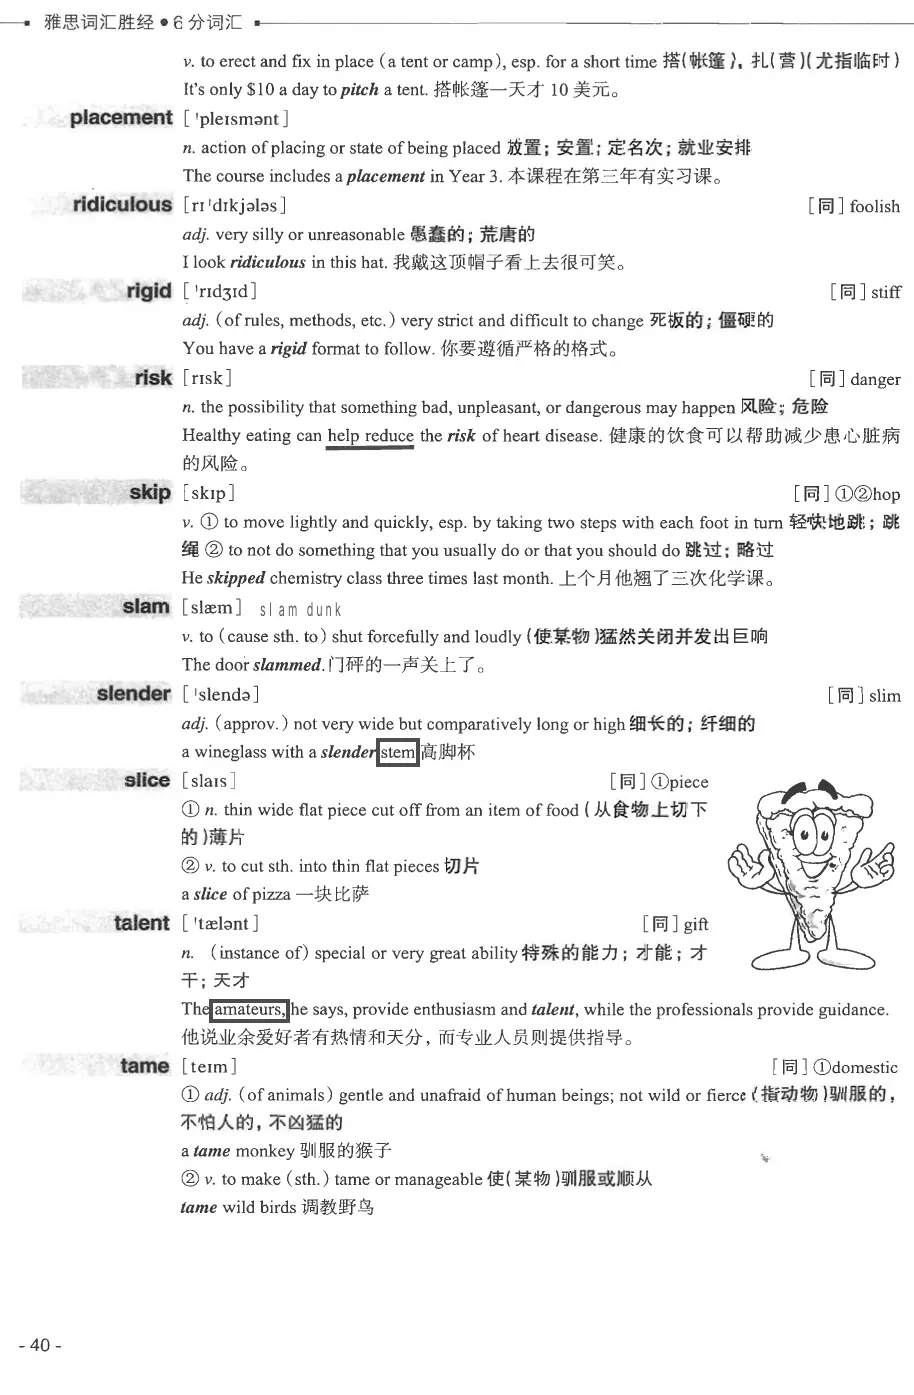 雅思词汇胜经●6分词汇
v. to erect and fix in place (a tent or camp), esp. for a short time 搭(帐篷), 扎(营)(尤指临时)
It's only $10 a day to pitch a tent. 搭帐篷一天才 10 美元。
placement [ˈpleɪsmənt]
n. action of placing or state of being placed 放置; 安置; 定名次; 就业安排
The course includes a placement in Year 3. 本课程在第三年有实习课。
ridiculous [rɪˈdɪkjələs] [同] foolish
adj. very silly or unreasonable 愚蠢的; 荒唐的
I look ridiculous in this hat. 我戴这顶帽子看上去很可笑。
rigid [ˈrɪdʒɪd] [同] stiff
adj. (of rules, methods, etc.) very strict and difficult to change 死板的; 僵硬的
You have a rigid format to follow. 你要遵循严格的格式。
risk [rɪsk] [同] danger
n. the possibility that something bad, unpleasant, or dangerous may happen 风险; 危险
Healthy eating can help reduce the risk of heart disease. 健康的饮食可以帮助减少患心脏病
的风险。
skip [skɪp] [同] ①②hop
v. ① to move lightly and quickly, esp. by taking two steps with each foot in turn 轻快地跳; 跳
绳 ② to not do something that you usually do or that you should do 跳过; 略过
He skipped chemistry class three times last month. 上个月他翘了三次化学课。
slam [slæm] slam dunk
v. to (cause sth. to) shut forcefully and loudly (使某物)猛然关闭并发出巨响
The door slammed. 门砰的一声关上了。
slender [ˈslendə] [同] slim
adj. (approv.) not very wide but comparatively long or high 细长的; 纤细的
a wineglass with a slender stem 高脚杯
slice [slaɪs] [同] ①piece
① n. thin wide flat piece cut off from an item of food (从食物上切下
的)薄片
② v. to cut sth. into thin flat pieces 切片
a slice of pizza 一块比萨
talent [ˈtælənt] [同] gift
n. (instance of) special or very great ability 特殊的能力; 才能; 才
干; 天才
The amateurs, he says, provide enthusiasm and talent, while the professionals provide guidance.
他说业余爱好者有热情和天分, 而专业人员则提供指导。
tame [teɪm] [同] ①domestic
① adj. (of animals) gentle and unafraid of human beings; not wild or fierce (指动物)驯服的,
不怕人的, 不凶猛的
a tame monkey 驯服的猴子
② v. to make (sth.) tame or manageable 使(某物)驯服或顺从
tame wild birds 调教野鸟
- 40 -